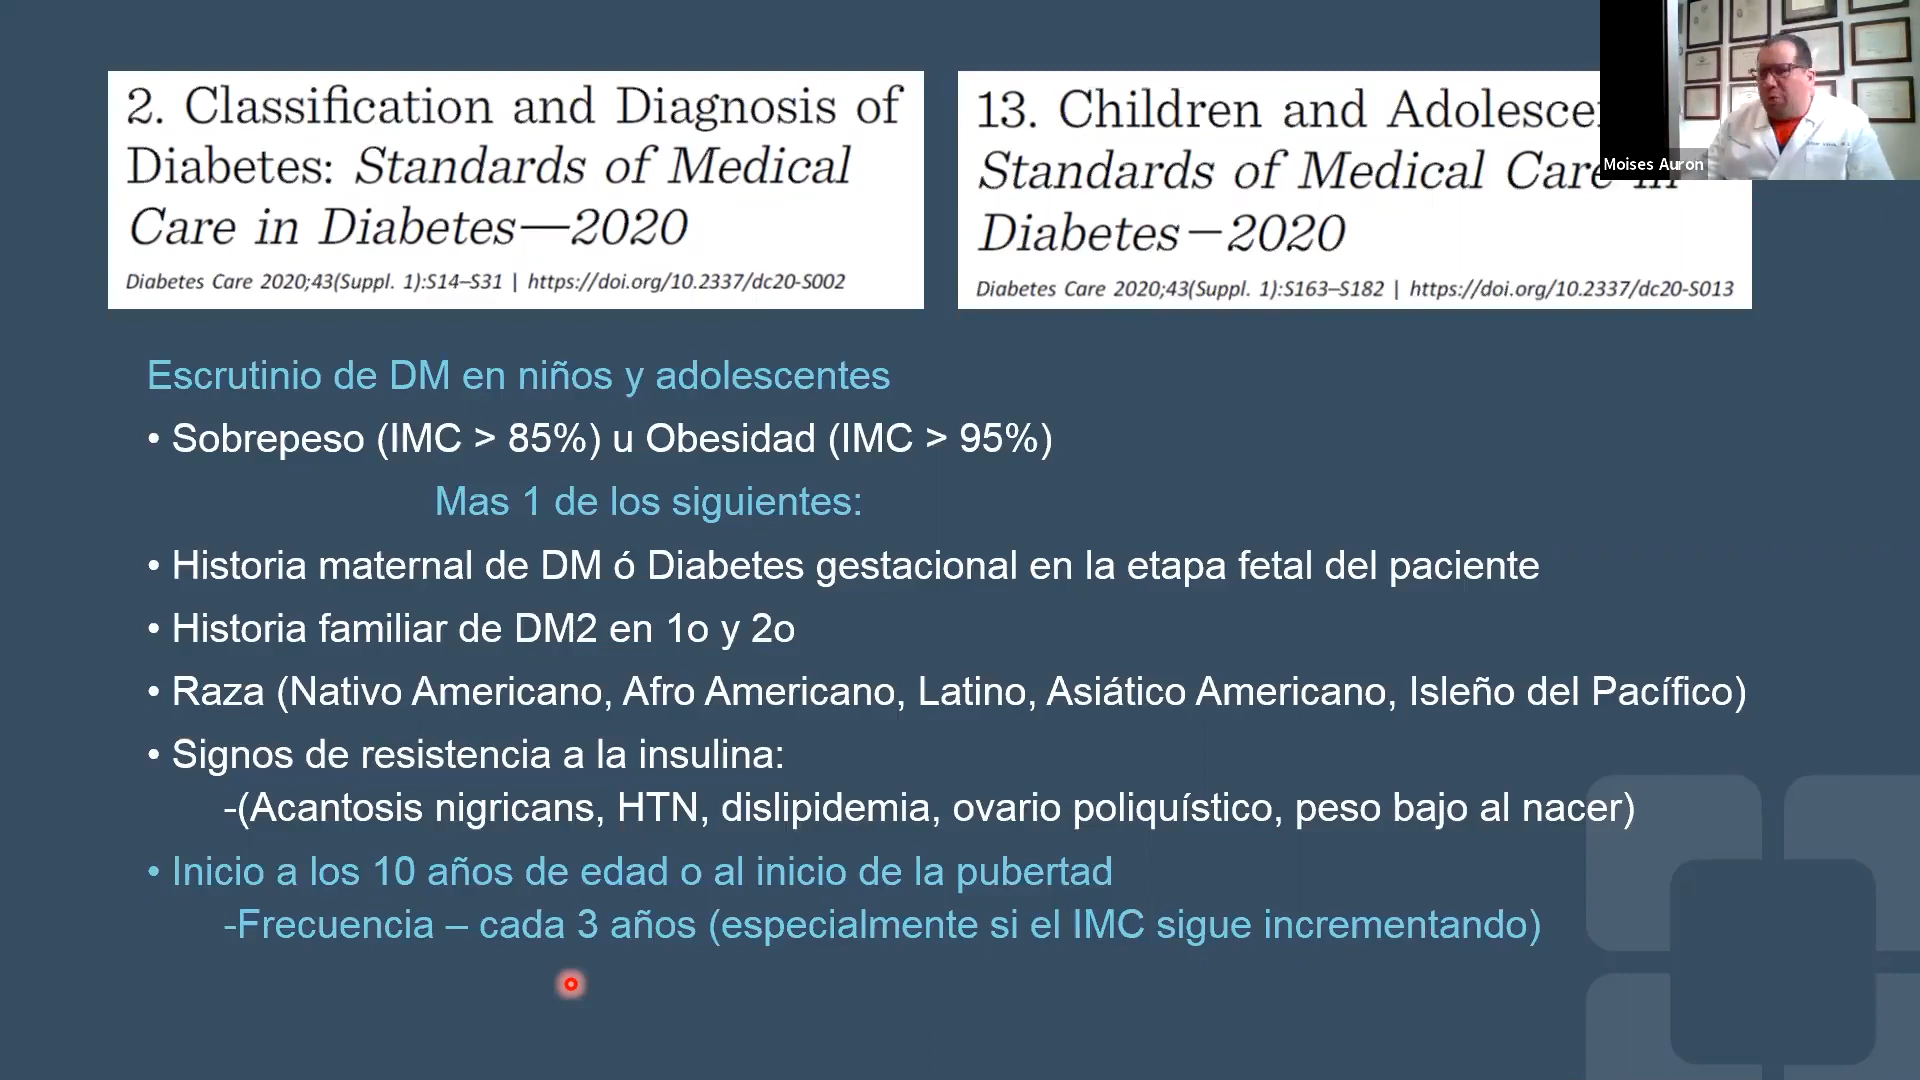 2. Classification and Diagnosis of
Diabetes: Standards of Medical
Care in Diabetes—2020
Diabetes Care 2020;43(Suppl. 1):S14–S31 | https://doi.org/10.2337/dc20-S002
13. Children and
Standards of Medical Care in
Diabetes—2020
Diabetes Care 2020;43(Suppl. 1):S163–S182 | https://doi.org/10.2337/dc20-S013
Moises Auron
Escrutinio de DM en niños y adolescentes
• Sobrepeso (IMC > 85%) u Obesidad (IMC > 95%)
Mas 1 de los siguientes:
• Historia maternal de DM ó Diabetes gestacional en la etapa fetal del paciente
• Historia familiar de DM2 en 1o y 2o
• Raza (Nativo Americano, Afro Americano, Latino, Asiático Americano, Isleño del Pacífico)
• Signos de resistencia a la insulina:
-(Acantosis nigricans, HTN, dislipidemia, ovario poliquístico, peso bajo al nacer)
• Inicio a los 10 años de edad o al inicio de la pubertad
-Frecuencia – cada 3 años (especialmente si el IMC sigue incrementando)